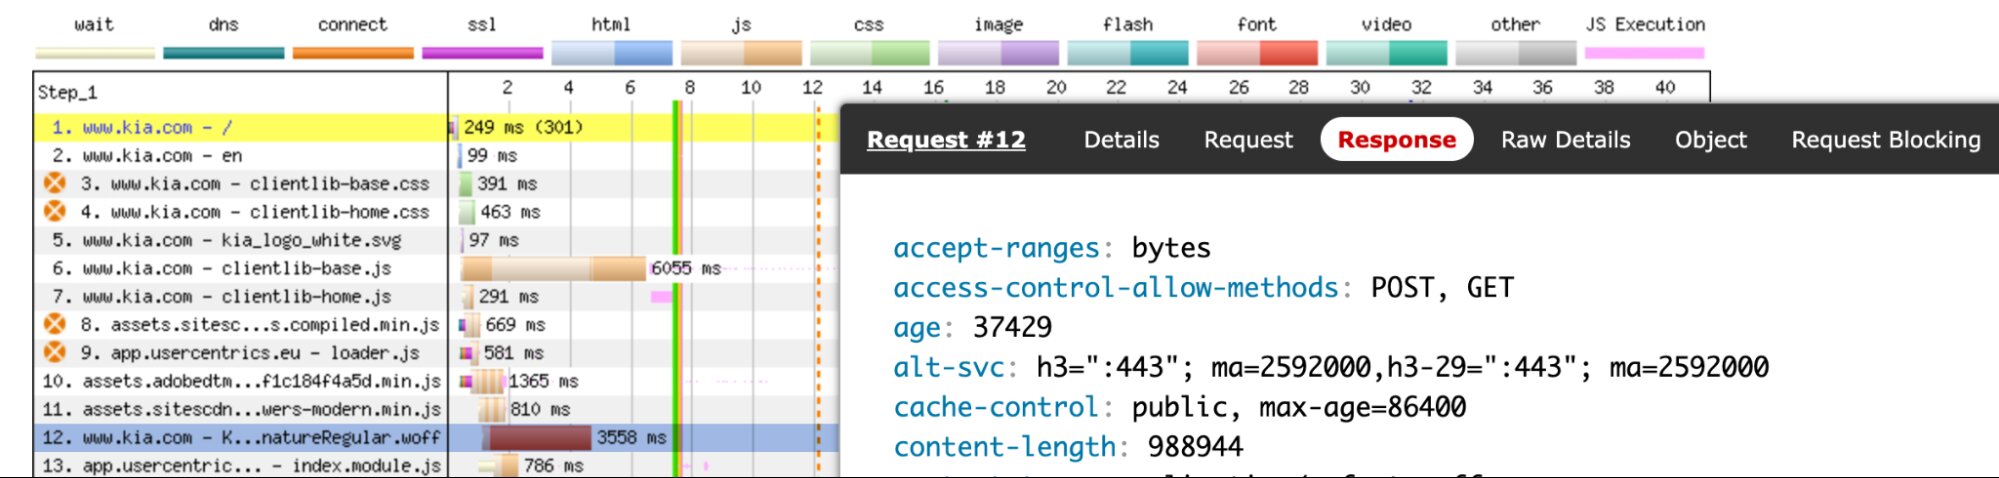 wait dns connect ssl html js css image flash font video other JS Execution
Step_1 2 4 6 8 10 12 14 16 18 20 22 24 26 28 30 32 34 36 38 40
1. www.kia.com - / 249 ms (301)
2. www.kia.com - en 99 ms
3. www.kia.com - clientlib-base.css 391 ms
4. www.kia.com - clientlib-home.css 463 ms
5. www.kia.com - kia_logo_white.svg 97 ms
6. www.kia.com - clientlib-base.js 6055 ms
7. www.kia.com - clientlib-home.js 291 ms
8. assets.sitesc...s.compiled.min.js 669 ms
9. app.usercentrics.eu - loader.js 581 ms
10. assets.adobedtm...f1c184f4a5d.min.js 1365 ms
11. assets.sitescdn...wers-modern.min.js 810 ms
12. www.kia.com - K...natureRegular.woff 3558 ms
13. app.usercentric... - index.module.js 786 ms
Request #12 Details Request Response Raw Details Object Request Blocking
accept-ranges: bytes
access-control-allow-methods: POST, GET
age: 37429
alt-svc: h3=":443"; ma=2592000,h3-29=":443"; ma=2592000
cache-control: public, max-age=86400
content-length: 988944